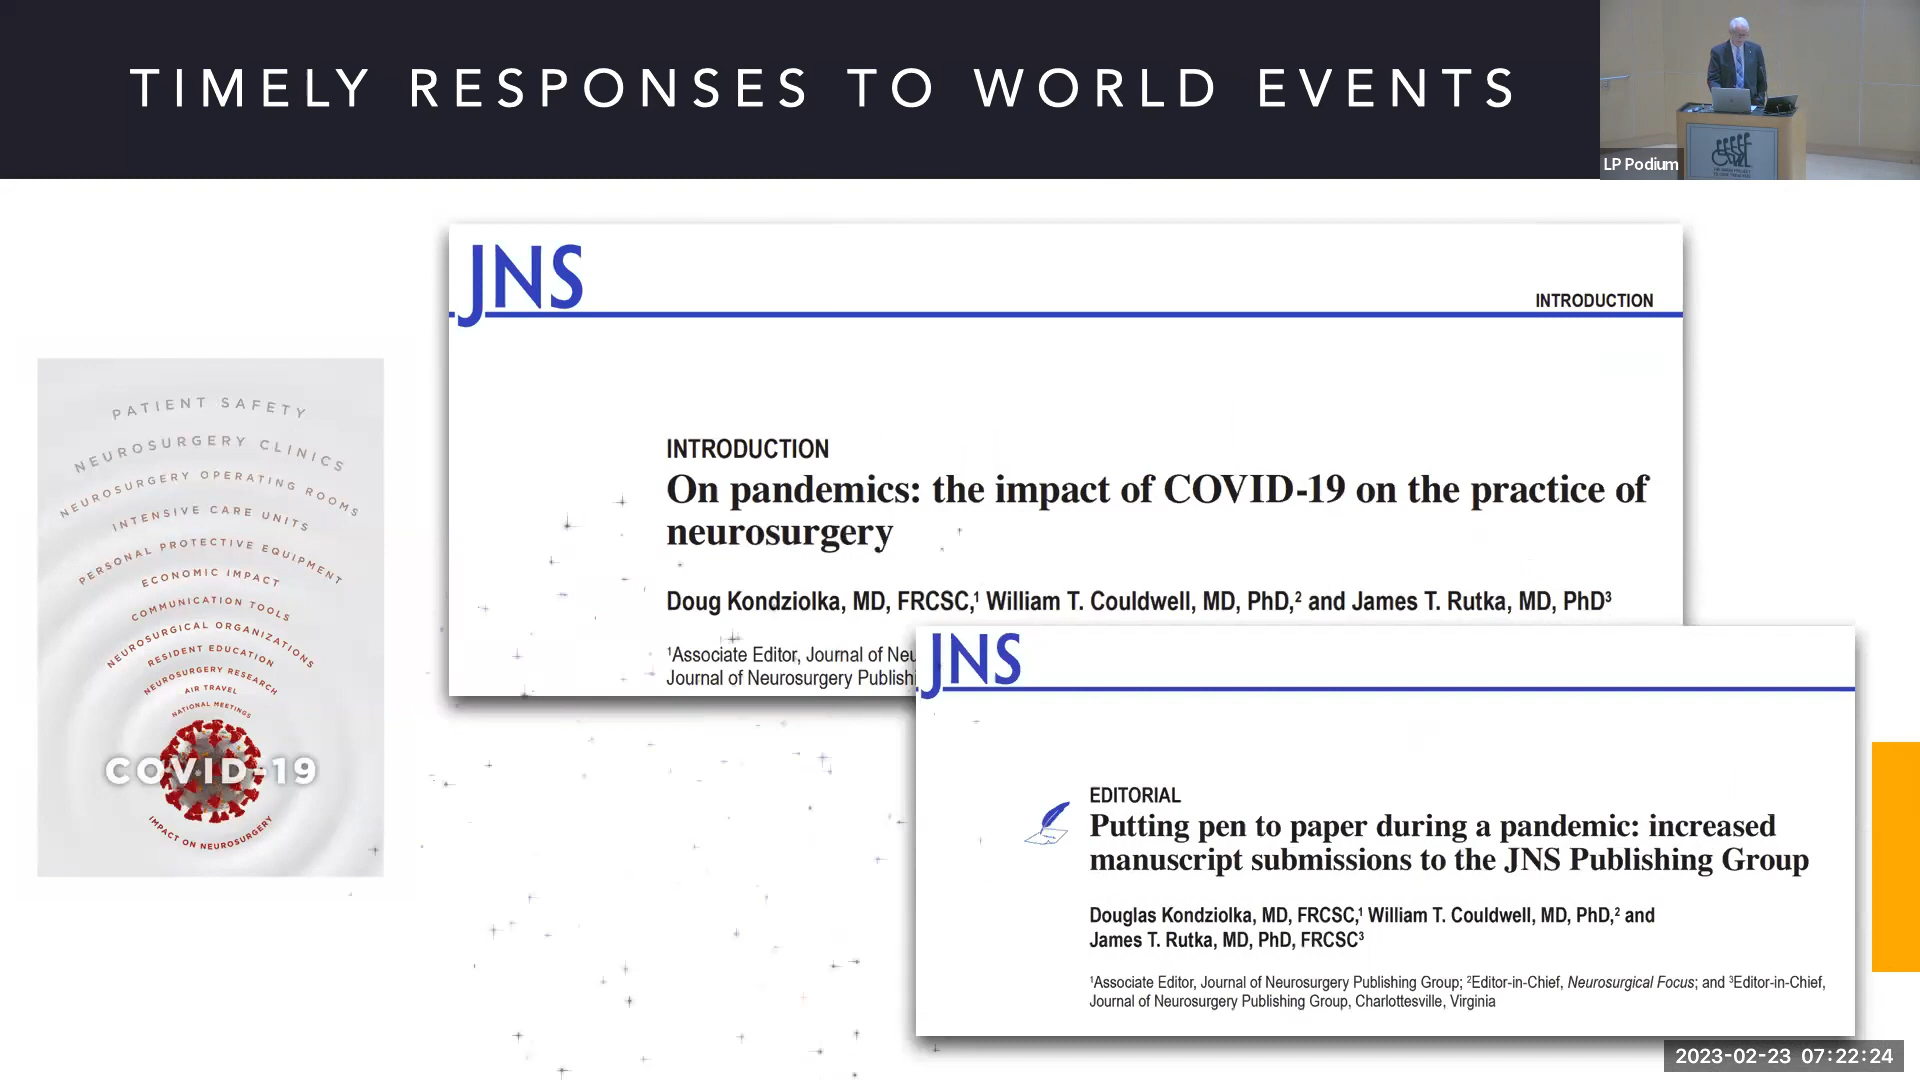 TIMELY RESPONSES TO WORLD EVENTS
LP Podium
JNS
INTRODUCTION
INTRODUCTION
On pandemics: the impact of COVID-19 on the practice of
neurosurgery
Doug Kondziolka, MD, FRCSC,¹ William T. Couldwell, MD, PhD,² and James T. Rutka, MD, PhD³
¹Associate Editor, Journal of
Journal of Neurosurgery
PATIENT SAFETY
NEUROSURGERY CLINICS
NEUROSURGERY OPERATING ROOMS
INTENSIVE CARE UNITS
PERSONAL PROTECTIVE EQUIPMENT
ECONOMIC IMPACT
COMMUNICATION TOOLS
NEUROSURGICAL ORGANIZATIONS
RESIDENT EDUCATION
NEUROSURGERY RESEARCH
AIR TRAVEL
NATIONAL MEETINGS
COVID-19
IMPACT ON NEUROSURGERY
JNS
EDITORIAL
Putting pen to paper during a pandemic: increased
manuscript submissions to the JNS Publishing Group
Douglas Kondziolka, MD, FRCSC,¹ William T. Couldwell, MD, PhD,² and
James T. Rutka, MD, PhD, FRCSC³
¹Associate Editor, Journal of Neurosurgery Publishing Group; ²Editor-in-Chief, Neurosurgical Focus; and ³Editor-in-Chief,
Journal of Neurosurgery Publishing Group, Charlottesville, Virginia
2023-02-23 07:22:24